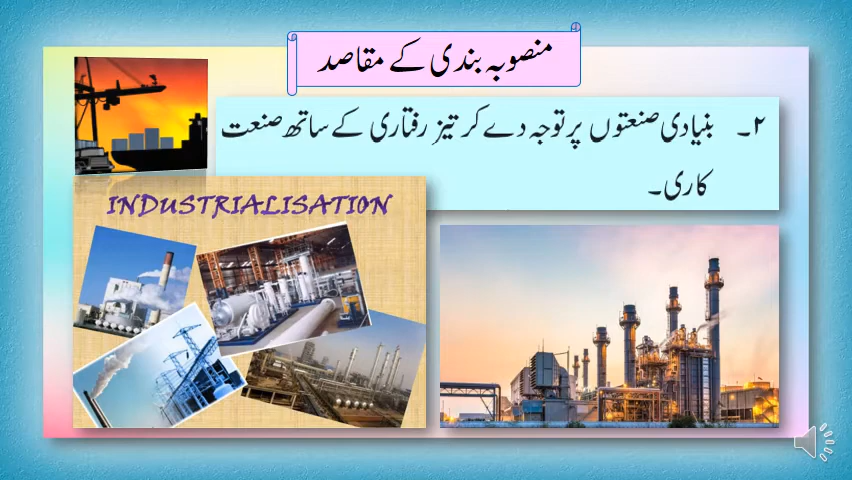 منصوبہ بندی کے مقاصد
۲۔ بنیادی صنعتوں پر توجہ دے کر تیز رفتاری کے ساتھ صنعت
کاری۔
INDUSTRIALISATION